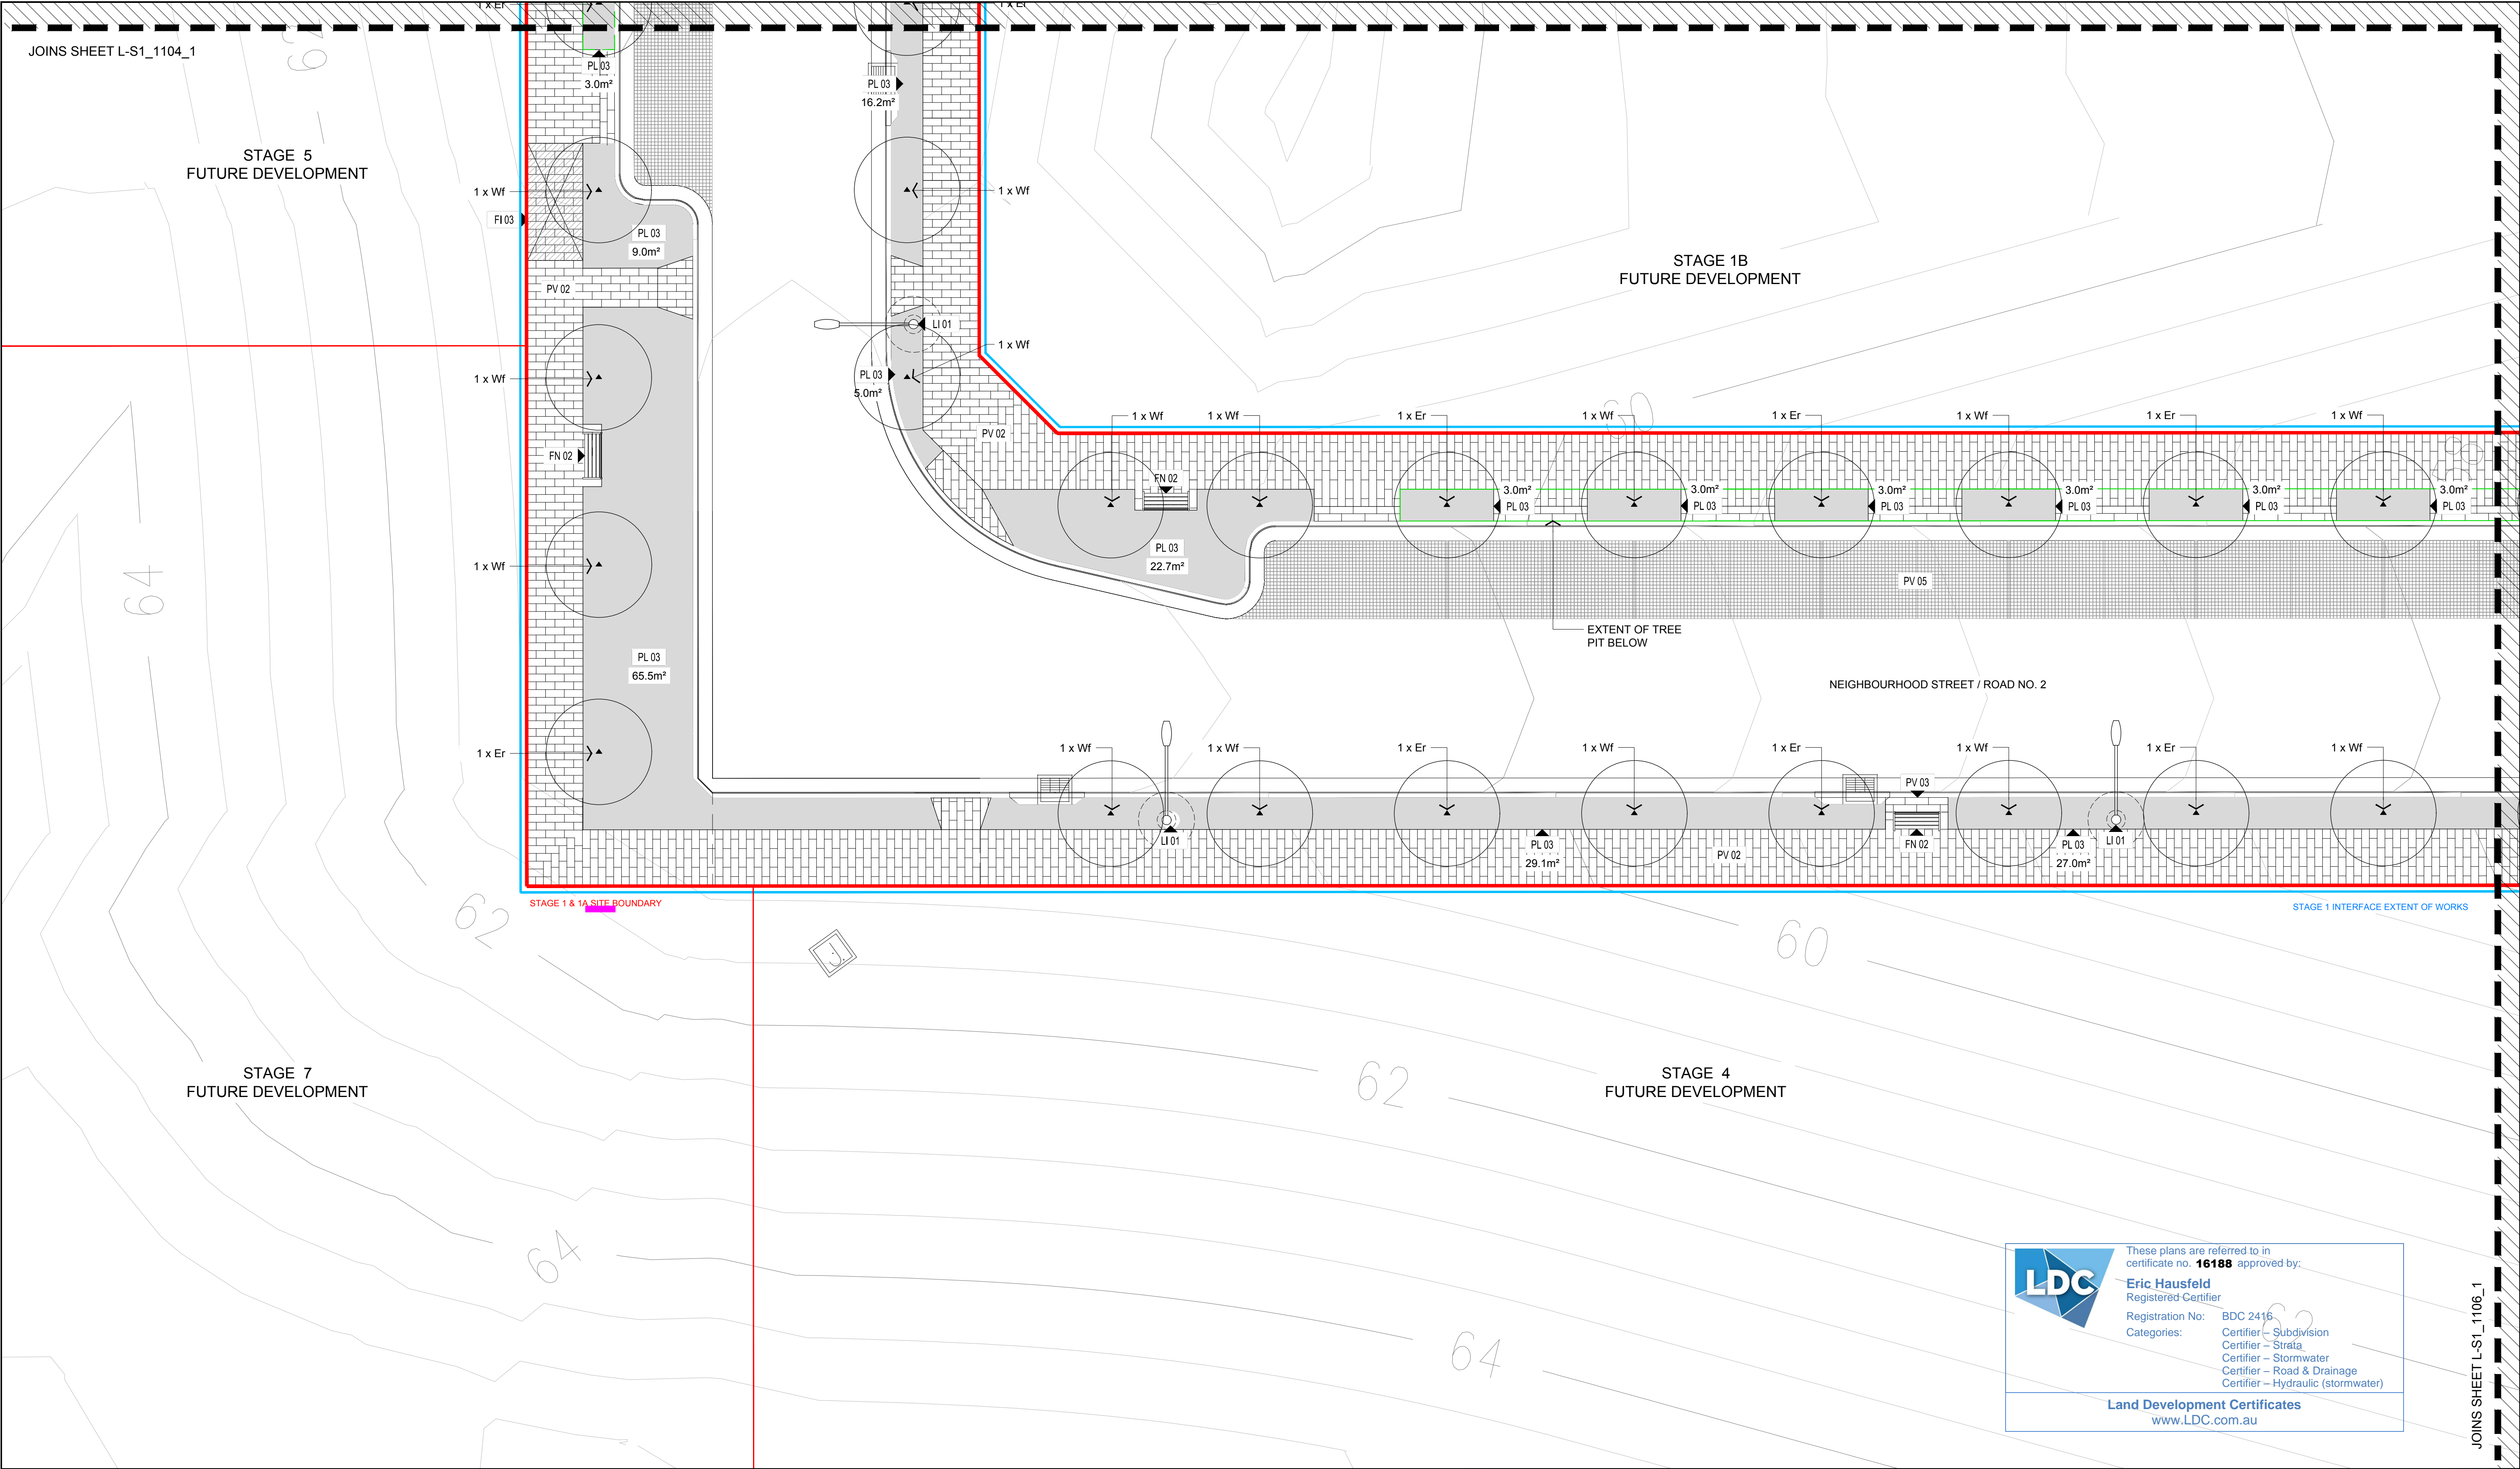 1 x Er
1 x Er
JOINS SHEET L-S1_1104_1
PL 03
3.0m²
PL 03
16.2m²
STAGE 5
FUTURE DEVELOPMENT
1 x Wf
1 x Wf
FI 03
PL 03
9.0m²
STAGE 1B
FUTURE DEVELOPMENT
PV 02
LI 01
1 x Wf
1 x Wf
PL 03
5.0m²
1 x Wf
1 x Wf
1 x Er
1 x Wf
1 x Er
1 x Wf
1 x Er
1 x Wf
PV 02
60
FN 02
FN 02
3.0m²
PL 03
3.0m²
PL 03
3.0m²
PL 03
3.0m²
PL 03
3.0m²
PL 03
3.0m²
PL 03
PL 03
22.7m²
1 x Wf
64
PV 05
EXTENT OF TREE
PIT BELOW
PL 03
65.5m²
NEIGHBOURHOOD STREET / ROAD NO. 2
1 x Er
1 x Wf
1 x Wf
1 x Er
1 x Wf
1 x Er
1 x Wf
1 x Er
1 x Wf
PV 03
LI 01
PL 03
29.1m²
PV 02
FN 02
PL 03
27.0m²
LI 01
STAGE 1 & 1A SITE BOUNDARY
STAGE 1 INTERFACE EXTENT OF WORKS
62
J
60
STAGE 7
FUTURE DEVELOPMENT
62
STAGE 4
FUTURE DEVELOPMENT
64
64
LDC
These plans are referred to in
certificate no. 16188 approved by:
Eric Hausfeld
Registered Certifier
Registration No: BDC 2416
62
Categories: Certifier – Subdivision
Certifier – Strata
Certifier – Stormwater
Certifier – Road & Drainage
Certifier – Hydraulic (stormwater)
Land Development Certificates
www.LDC.com.au
JOINS SHEET L-S1_1106_1